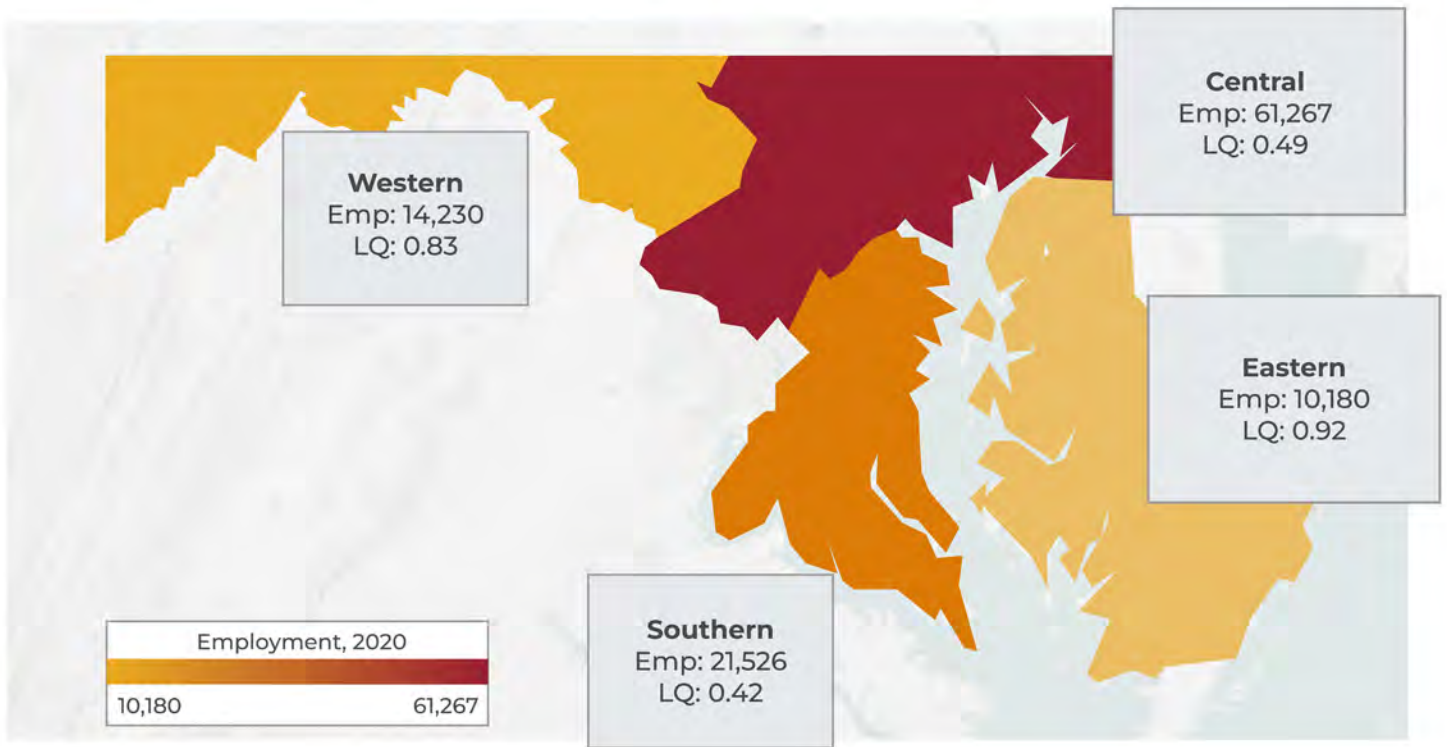 Central
Emp: 61,267
LQ: 0.49
Western
Emp: 14,230
LQ: 0.83
Eastern
Emp: 10,180
LQ: 0.92
Southern
Emp: 21,526
LQ: 0.42
Employment, 2020
10,180 61,267